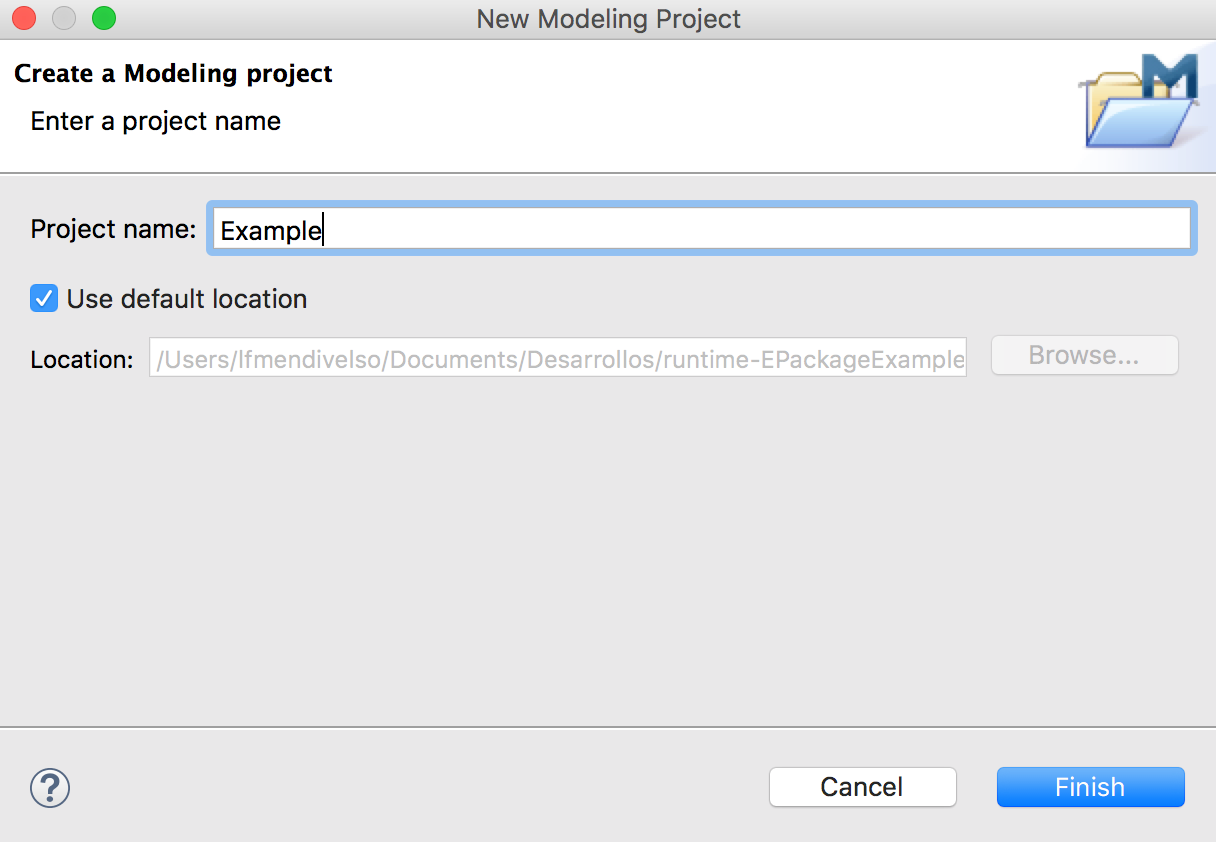 New Modeling Project
Create a Modeling project
M
Enter a project name
Project name: Example
Use default location
Location: /Users/lfmendivelso/Documents/Desarrollos/runtime-EPackageExample Browse...
? Cancel Finish